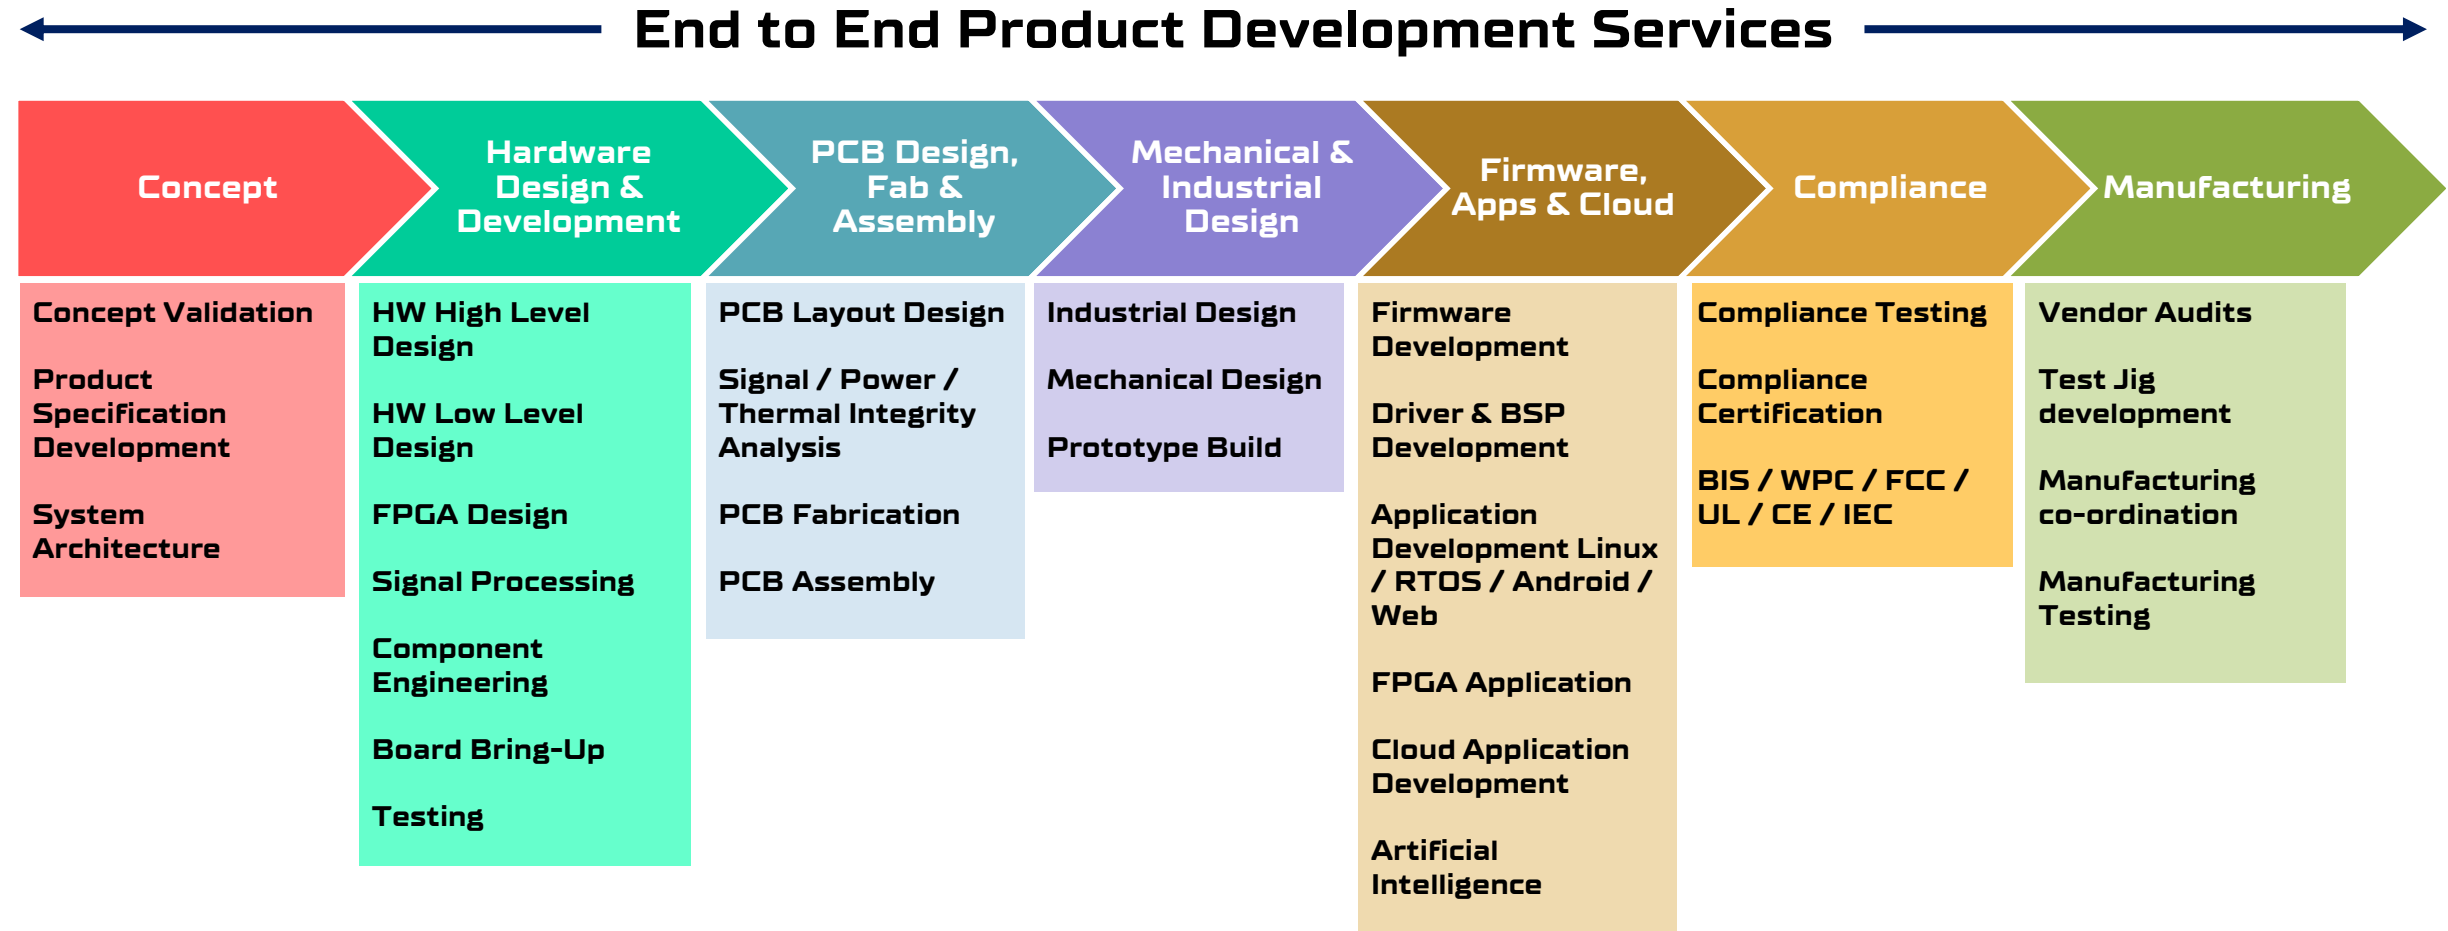 End to End Product Development Services
Concept
Hardware
Design &
Development
PCB Design,
Fab &
Assembly
Mechanical &
Industrial
Design
Firmware,
Apps & Cloud
Compliance
Manufacturing
Concept Validation
Product
Specification
Development
System
Architecture
HW High Level
Design
HW Low Level
Design
FPGA Design
Signal Processing
Component
Engineering
Board Bring-Up
Testing
PCB Layout Design
Signal / Power /
Thermal Integrity
Analysis
PCB Fabrication
PCB Assembly
Industrial Design
Mechanical Design
Prototype Build
Firmware
Development
Driver & BSP
Development
Application
Development Linux
/ RTOS / Android /
Web
FPGA Application
Cloud Application
Development
Artificial
Intelligence
Compliance Testing
Compliance
Certification
BIS / WPC / FCC /
UL / CE / IEC
Vendor Audits
Test Jig
development
Manufacturing
co-ordination
Manufacturing
Testing